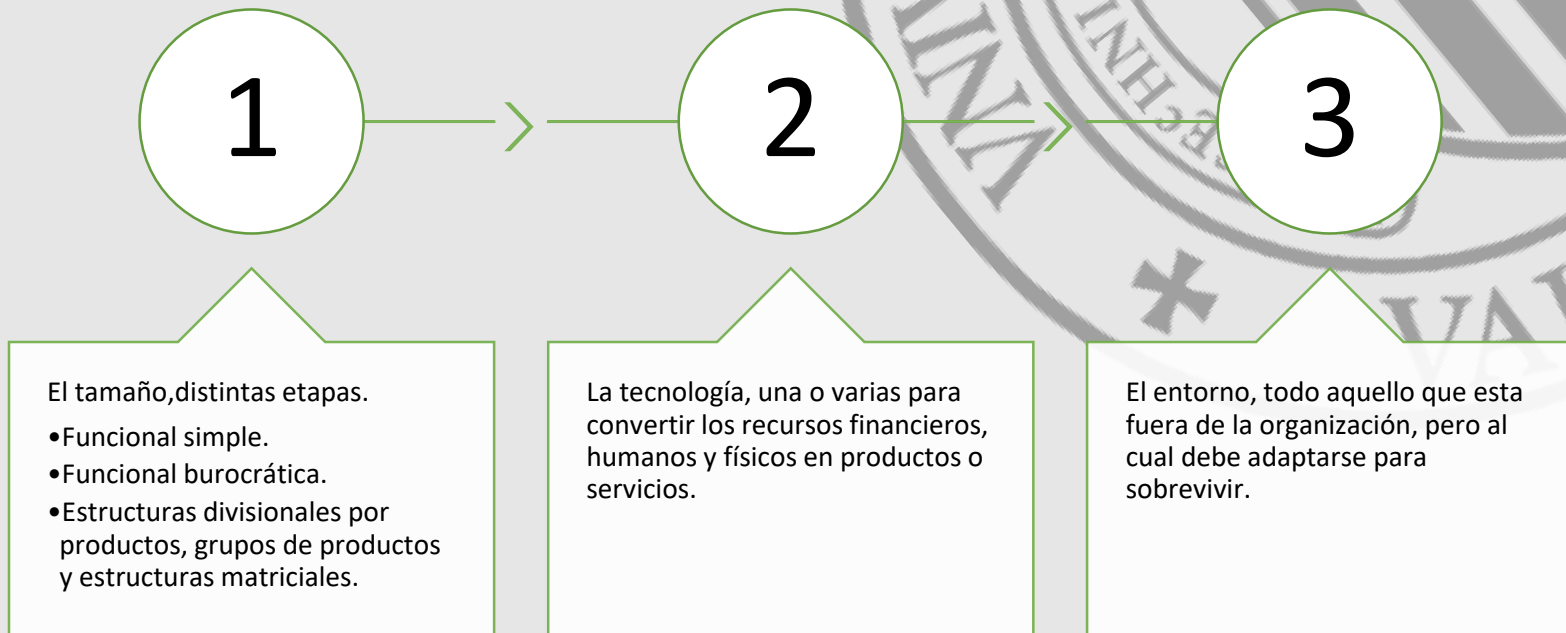 1
2
3
El tamaño,distintas etapas.
•Funcional simple.
•Funcional burocrática.
•Estructuras divisionales por
productos, grupos de productos
y estructuras matriciales.
La tecnología, una o varias para
convertir los recursos financieros,
humanos y físicos en productos o
servicios.
El entorno, todo aquello que esta
fuera de la organización, pero al
cual debe adaptarse para
sobrevivir.